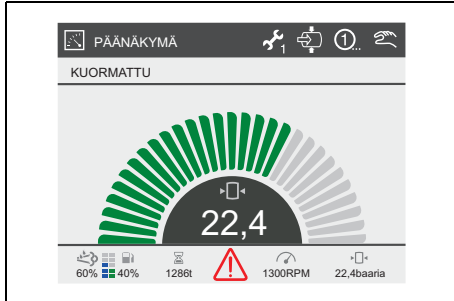 PÄÄNÄKYMÄ 1 1...
KUORMATTU
22,4
60% 40% 1286t 1300RPM 22,4baaria